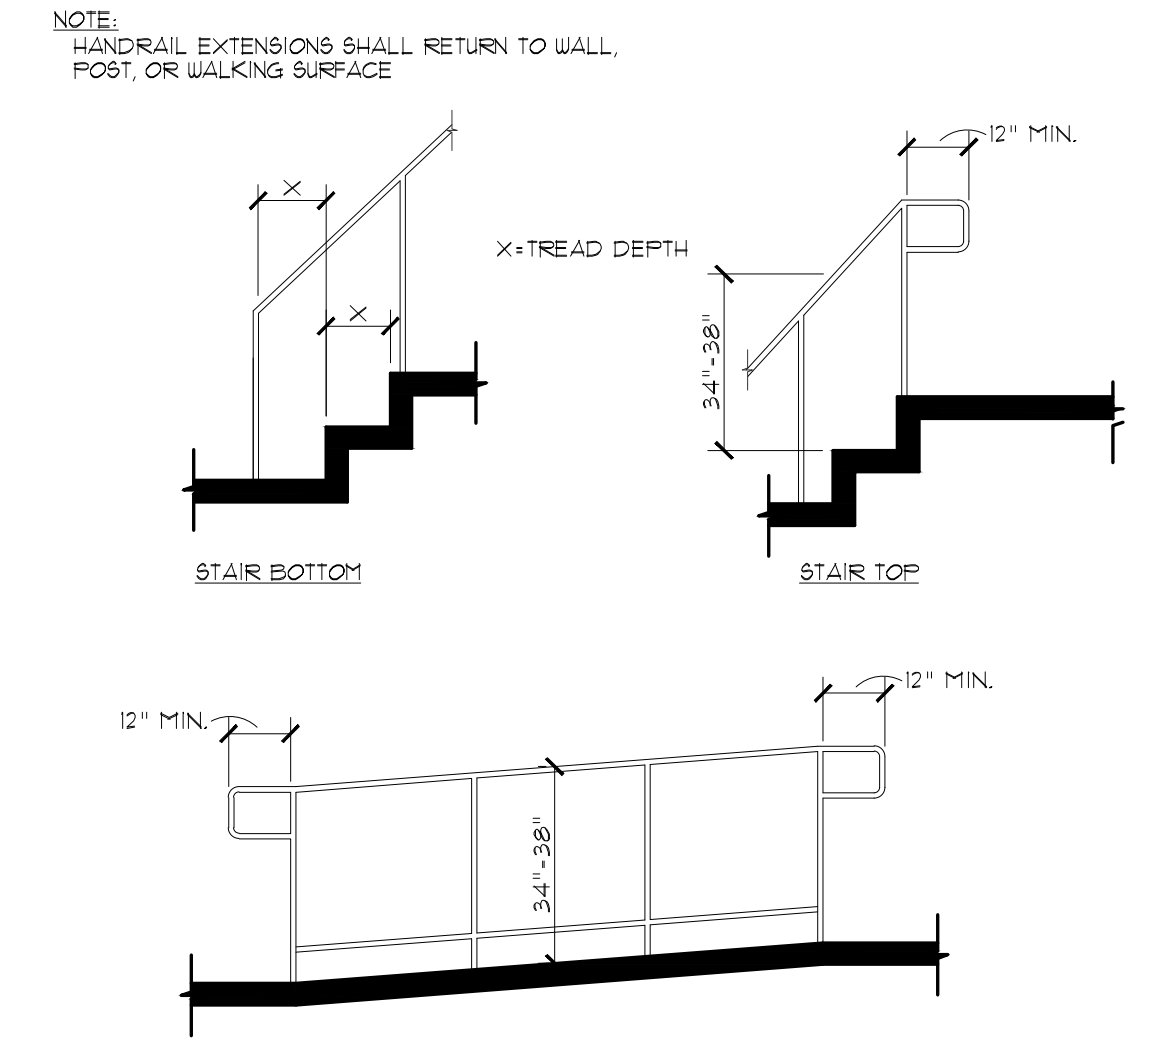 NOTE:
HANDRAIL EXTENSIONS SHALL RETURN TO WALL,
POST, OR WALKING SURFACE
12" MIN.
X
X=TREAD DEPTH
X
34"-38"
STAIR BOTTOM
STAIR TOP
12" MIN.
12" MIN.
34"-38"